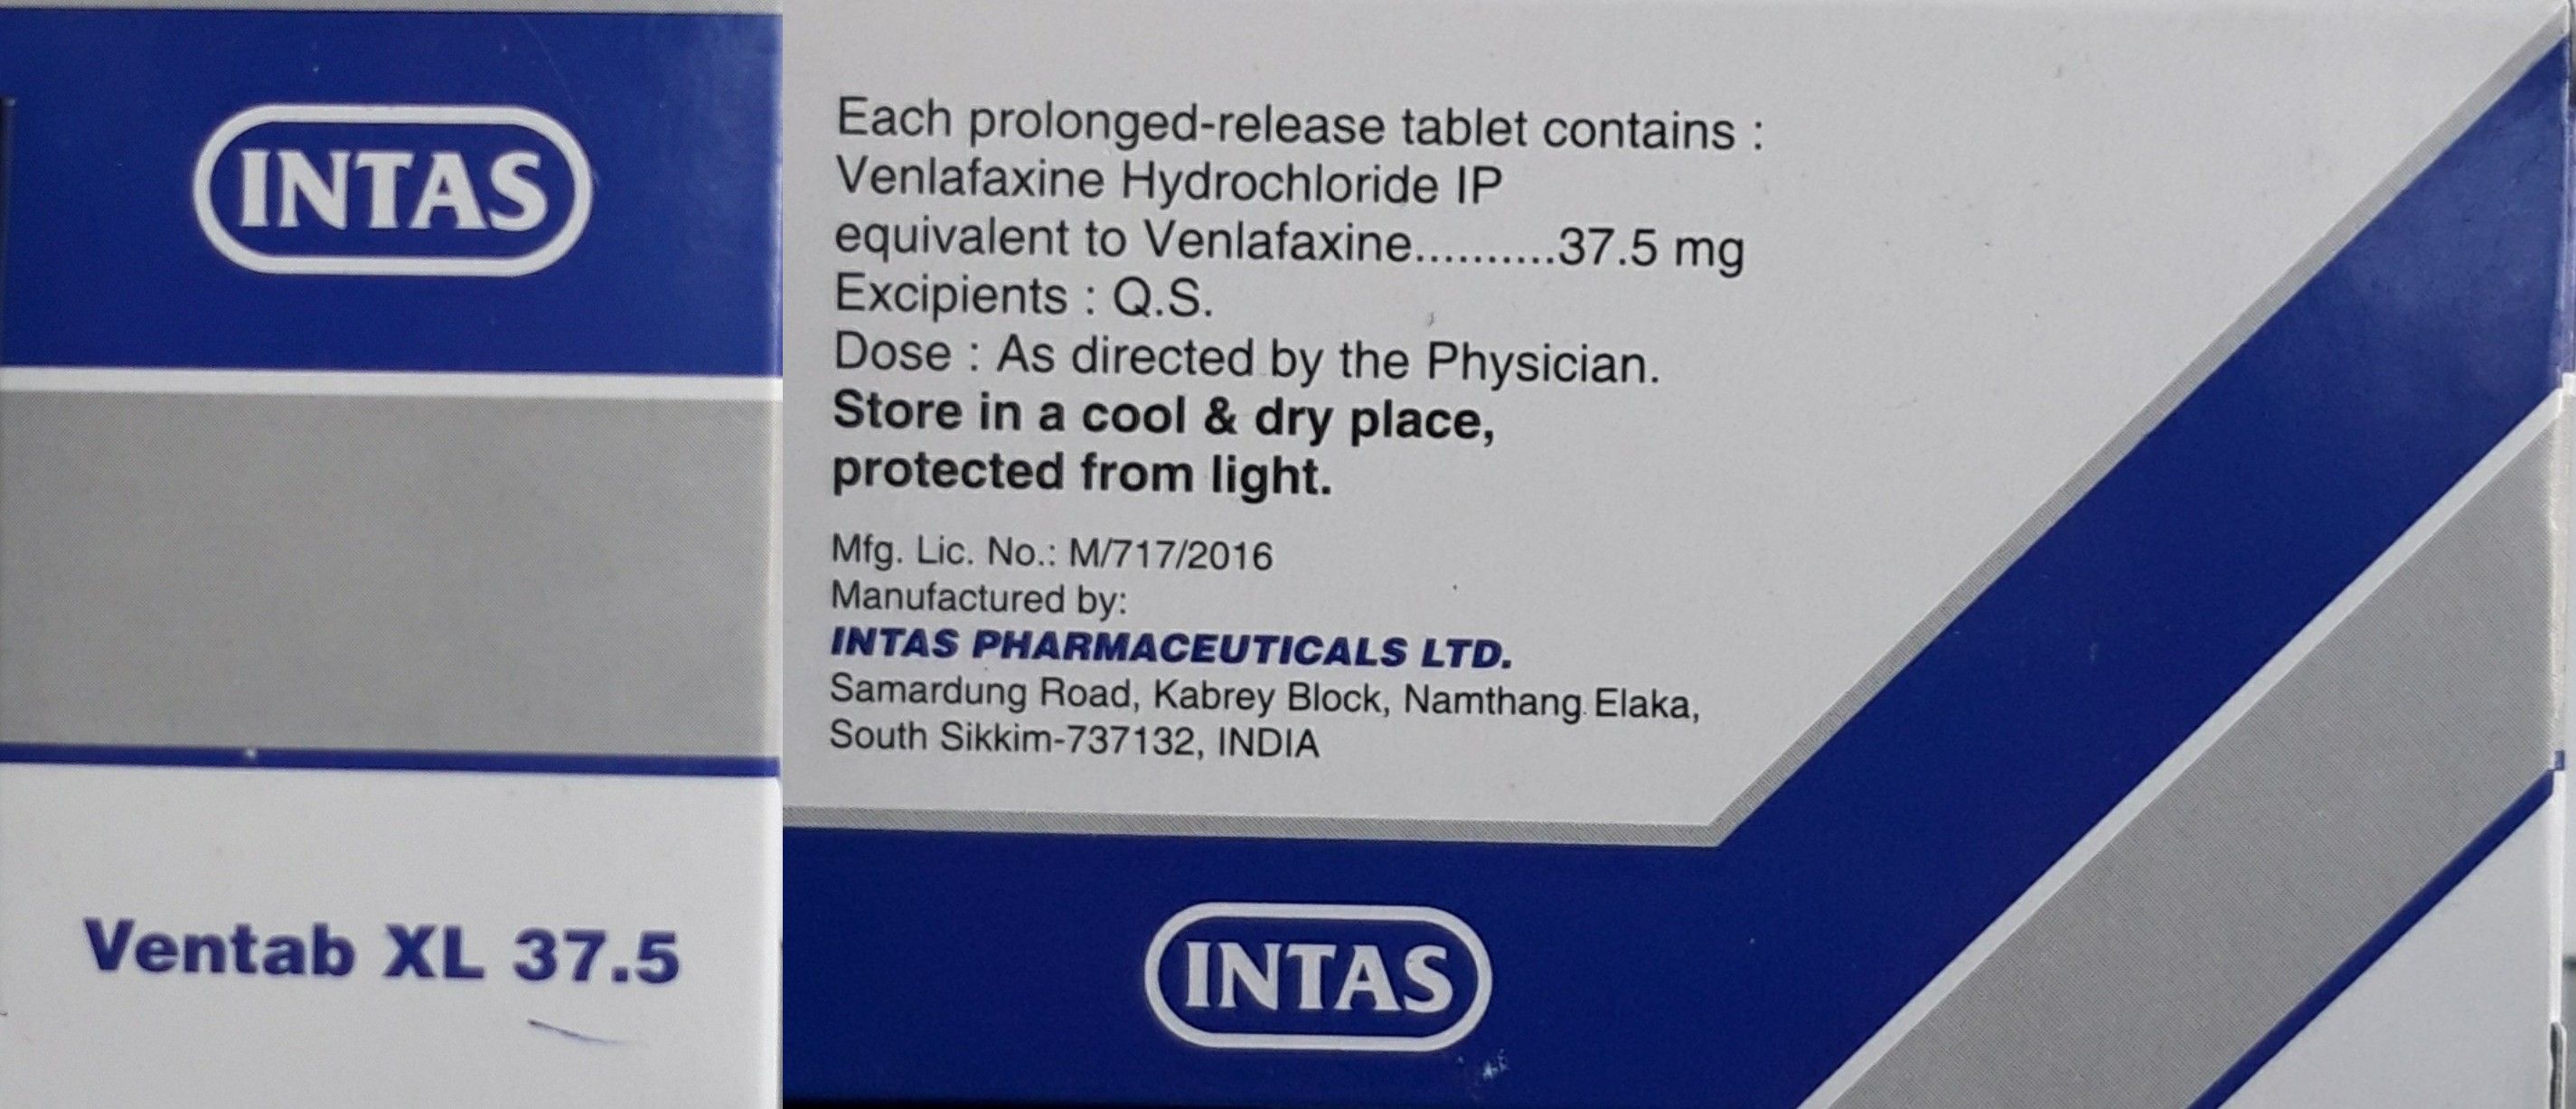 INTAS
Ventab XL 37.5
Each prolonged-release tablet contains :
Venlafaxine Hydrochloride IP
equivalent to Venlafaxine..........37.5 mg
Excipients : Q.S.
Dose : As directed by the Physician.
Store in a cool & dry place,
protected from light.
Mfg. Lic. No.: M/717/2016
Manufactured by:
INTAS PHARMACEUTICALS LTD.
Samardung Road, Kabrey Block, Namthang Elaka,
South Sikkim-737132, INDIA
INTAS